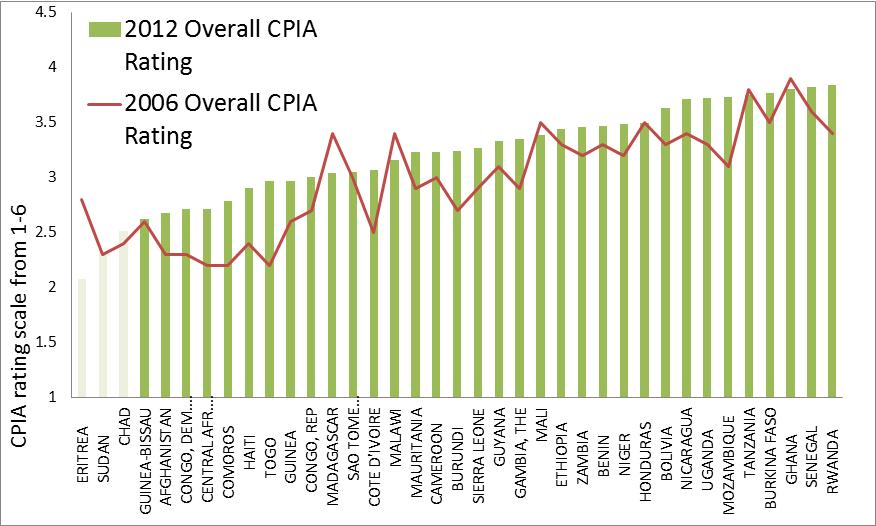 4.5
4
3.5
3
2.5
2
1.5
1
CPIA rating scale from 1-6
2012 Overall CPIA
Rating
2006 Overall CPIA
Rating
ERITREA
SUDAN
CHAD
GUINEA-BISSAU
AFGHANISTAN
CONGO, DEM....
CENTRAL AFR...
COMOROS
HAITI
TOGO
GUINEA
CONGO, REP
MADAGASCAR
SAO TOME...
COTE D'IVOIRE
MALAWI
MAURITANIA
CAMEROON
BURUNDI
SIERRA LEONE
GUYANA
GAMBIA, THE
MALI
ETHIOPIA
ZAMBIA
BENIN
NIGER
HONDURAS
BOLIVIA
NICARAGUA
UGANDA
MOZAMBIQUE
TANZANIA
BURKINA FASO
GHANA
SENEGAL
RWANDA